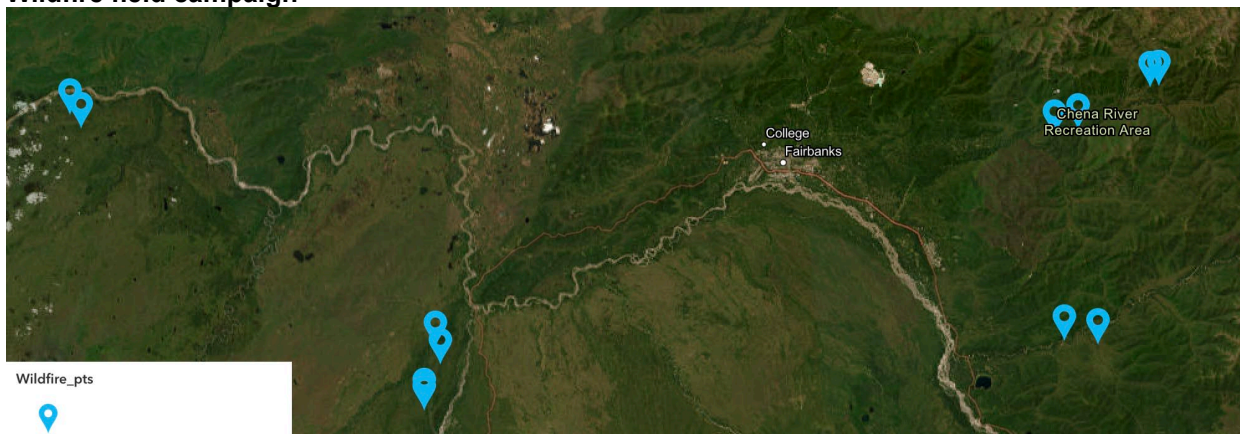 Wildfire field campaign
College
Fairbanks
Chena River
Recreation Area
Wildfire_pts